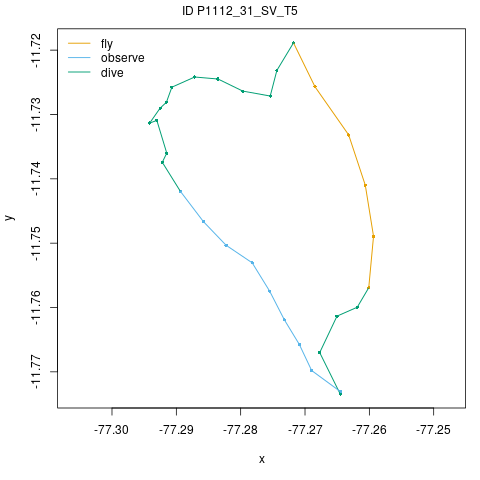 ID P1112_31_SV_T5
fly
observe
dive
-11.72
-11.73
-11.74
-11.75
-11.76
-11.77
y
-77.30 -77.29 -77.28 -77.27 -77.26 -77.25
x